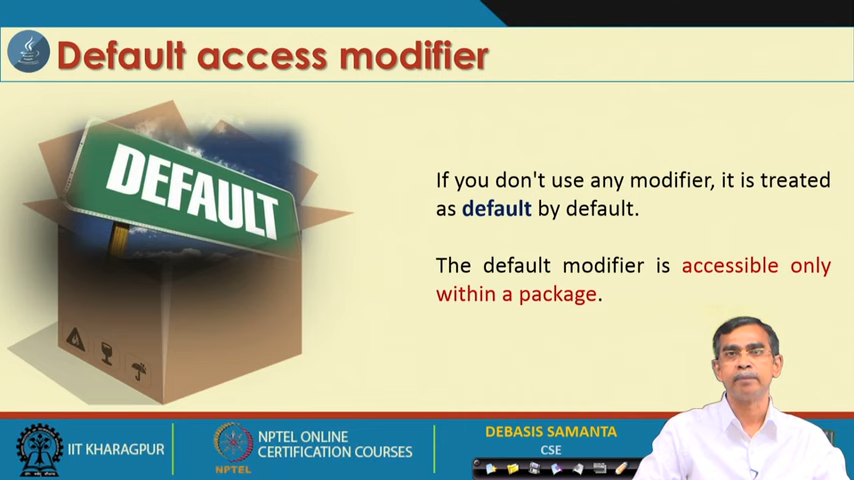 Default access modifier
DEFAULT
If you don't use any modifier, it is treated
as default by default.
The default modifier is accessible only
within a package.
IIT KHARAGPUR
NPTEL
NPTEL ONLINE
CERTIFICATION COURSES
DEBASIS SAMANTA
CSE